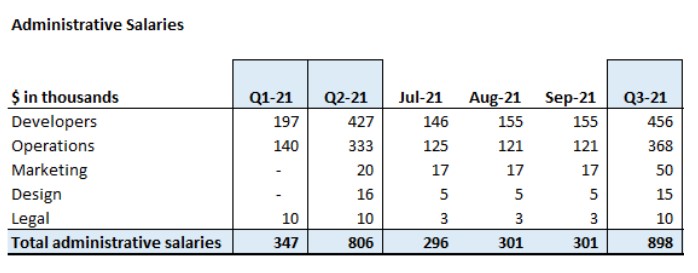 Administrative Salaries
$ in thousands Q1-21 Q2-21 Jul-21 Aug-21 Sep-21 Q3-21
Developers 197 427 146 155 155 456
Operations 140 333 125 121 121 368
Marketing - 20 17 17 17 50
Design - 16 5 5 5 15
Legal 10 10 3 3 3 10
Total administrative salaries 347 806 296 301 301 898